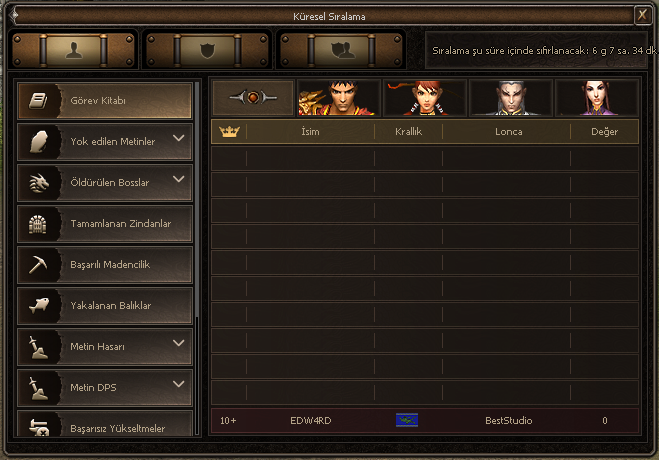 Küresel Sıralama
Sıralama şu süre içinde sıfırlanacak: 6 g 7 sa. 34 dk.
Görev Kitabı
Yok edilen Metinler
Öldürülen Bosslar
Tamamlanan Zindanlar
Başarılı Madencilik
Yakalanan Balıklar
Metin Hasarı
Metin DPS
Başarısız Yükseltmeler
İsim Krallık Lonca Değer
10+ EDW4RD BestStudio 0